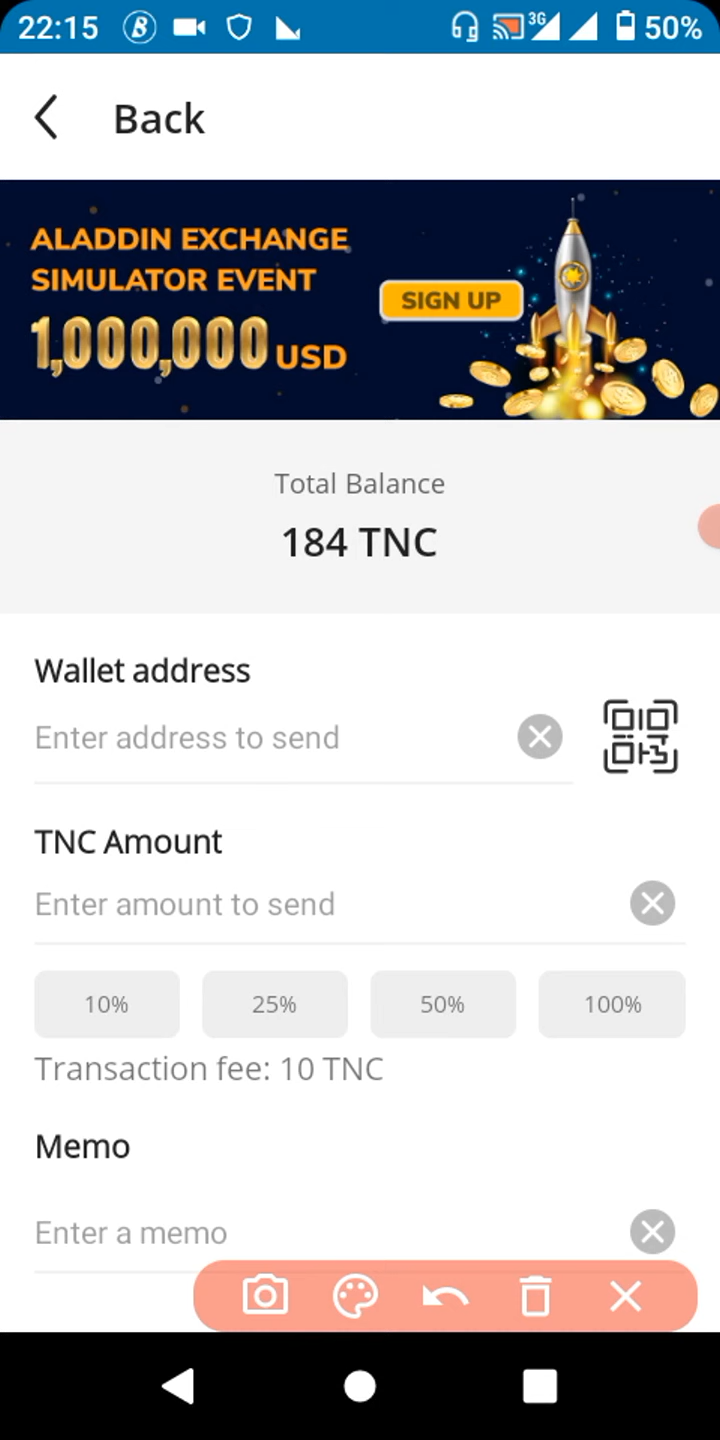 22:15
3G
50%
Back
ALADDIN EXCHANGE
SIMULATOR EVENT
1,000,000 USD
SIGN UP
Total Balance
184 TNC
Wallet address
Enter address to send
TNC Amount
Enter amount to send
10%
25%
50%
100%
Transaction fee: 10 TNC
Memo
Enter a memo